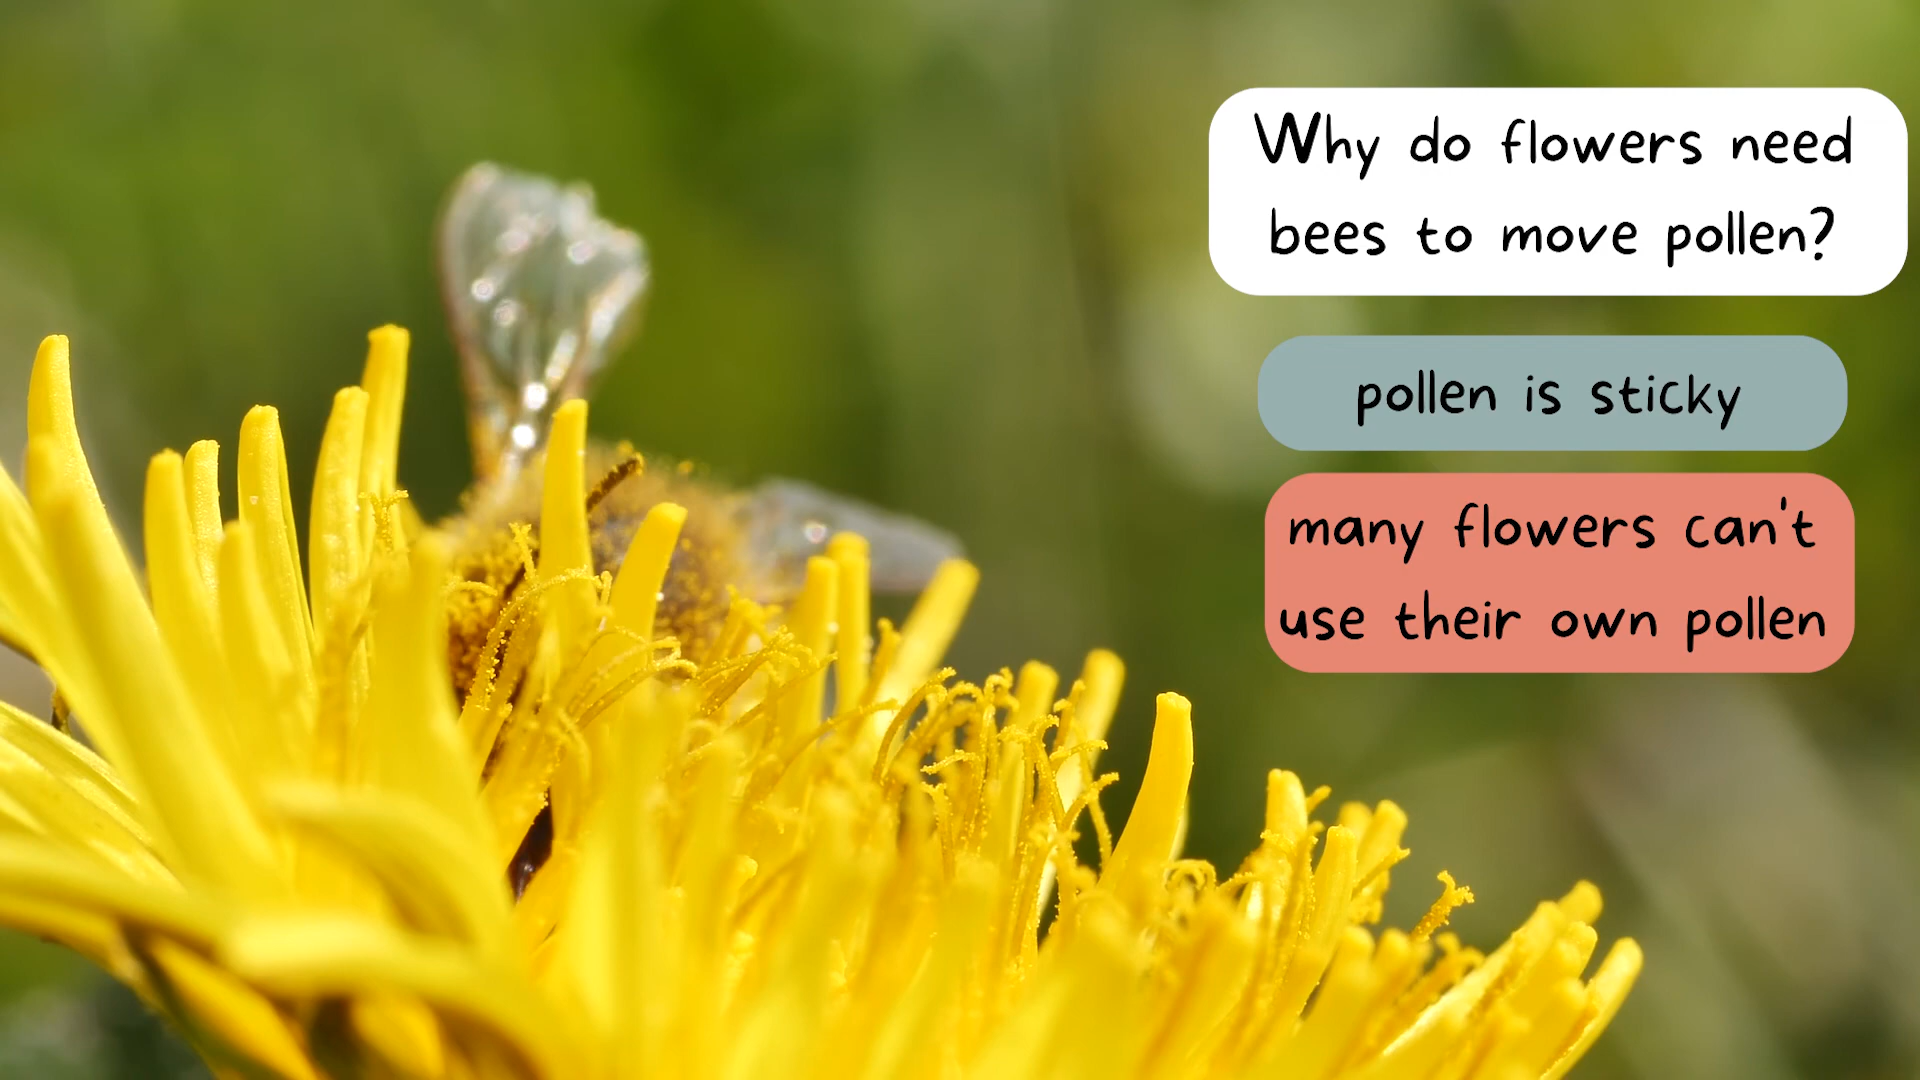 Why do flowers need
bees to move pollen?
pollen is sticky
many flowers can't
use their own pollen